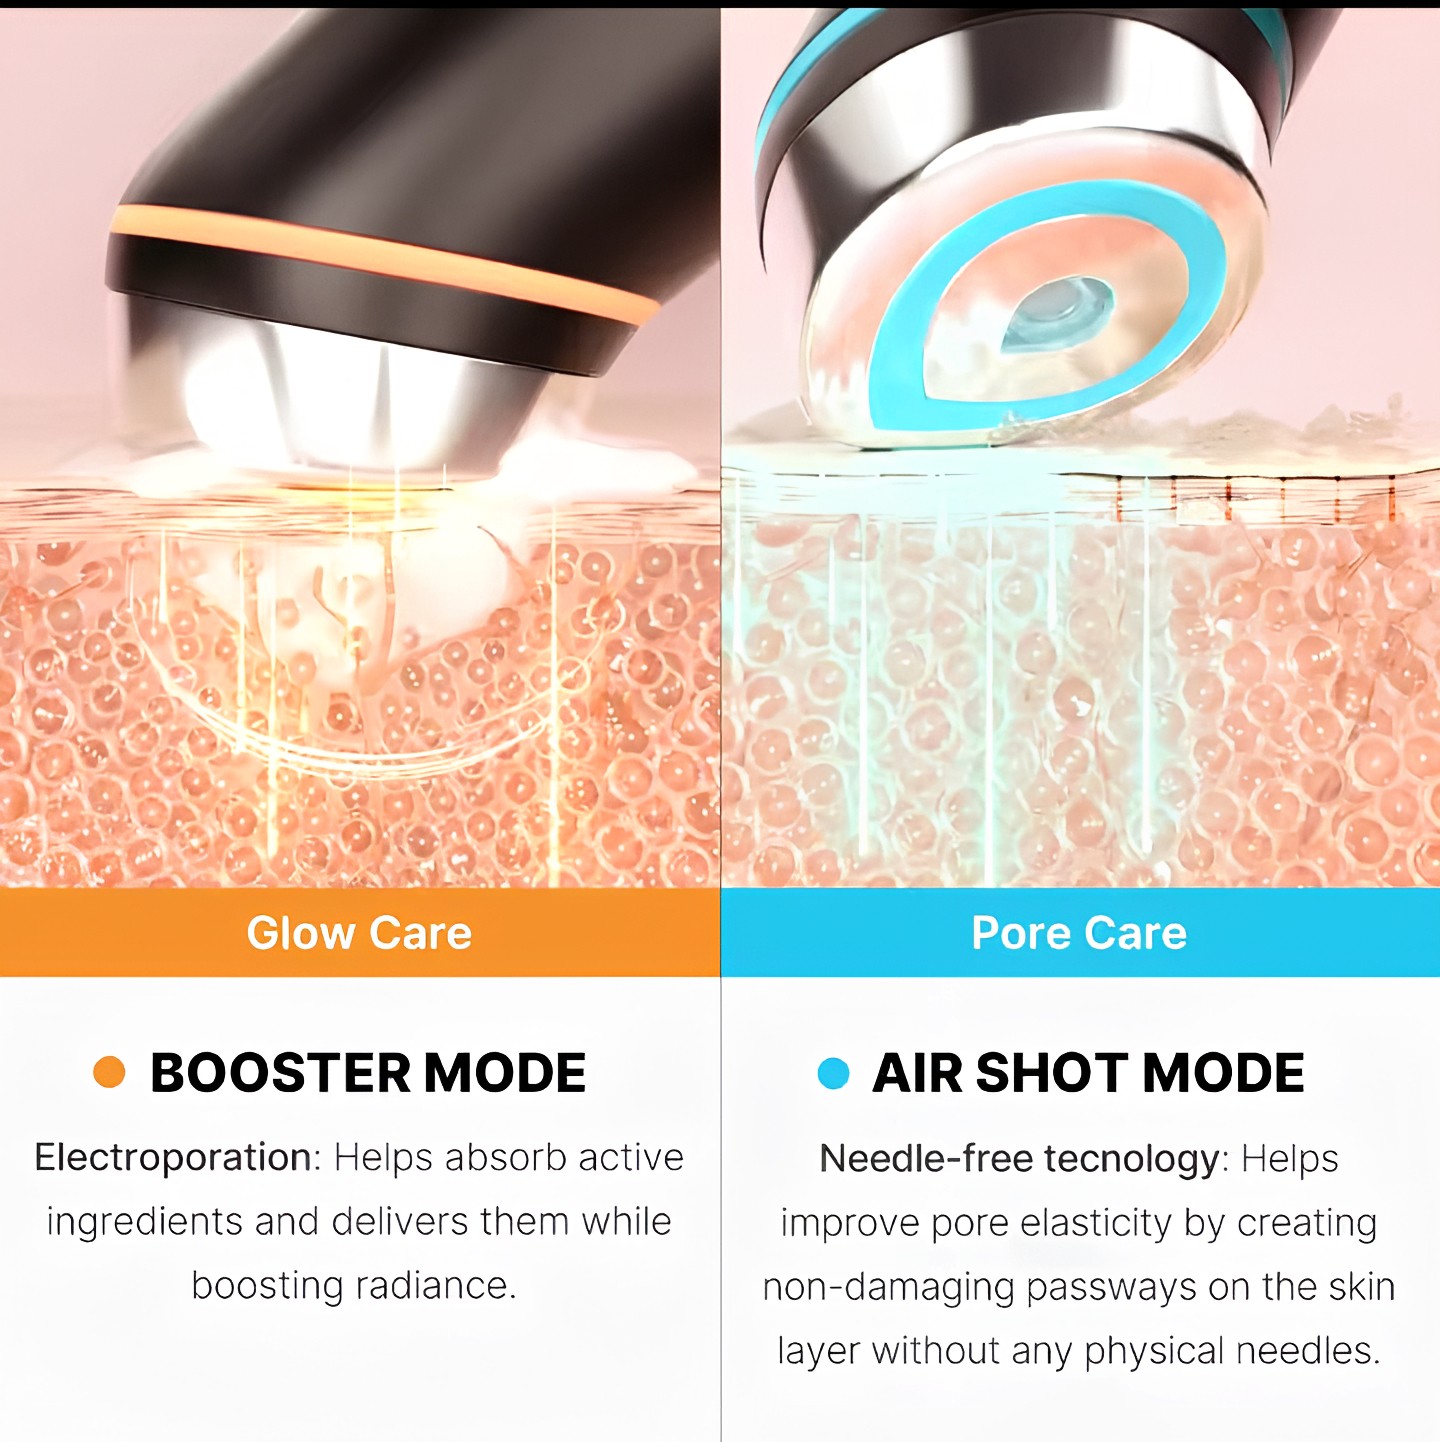 Glow Care
BOOSTER MODE
Electroporation: Helps absorb active
ingredients and delivers them while
boosting radiance.
Pore Care
AIR SHOT MODE
Needle-free tecnology: Helps
improve pore elasticity by creating
non-damaging passways on the skin
layer without any physical needles.